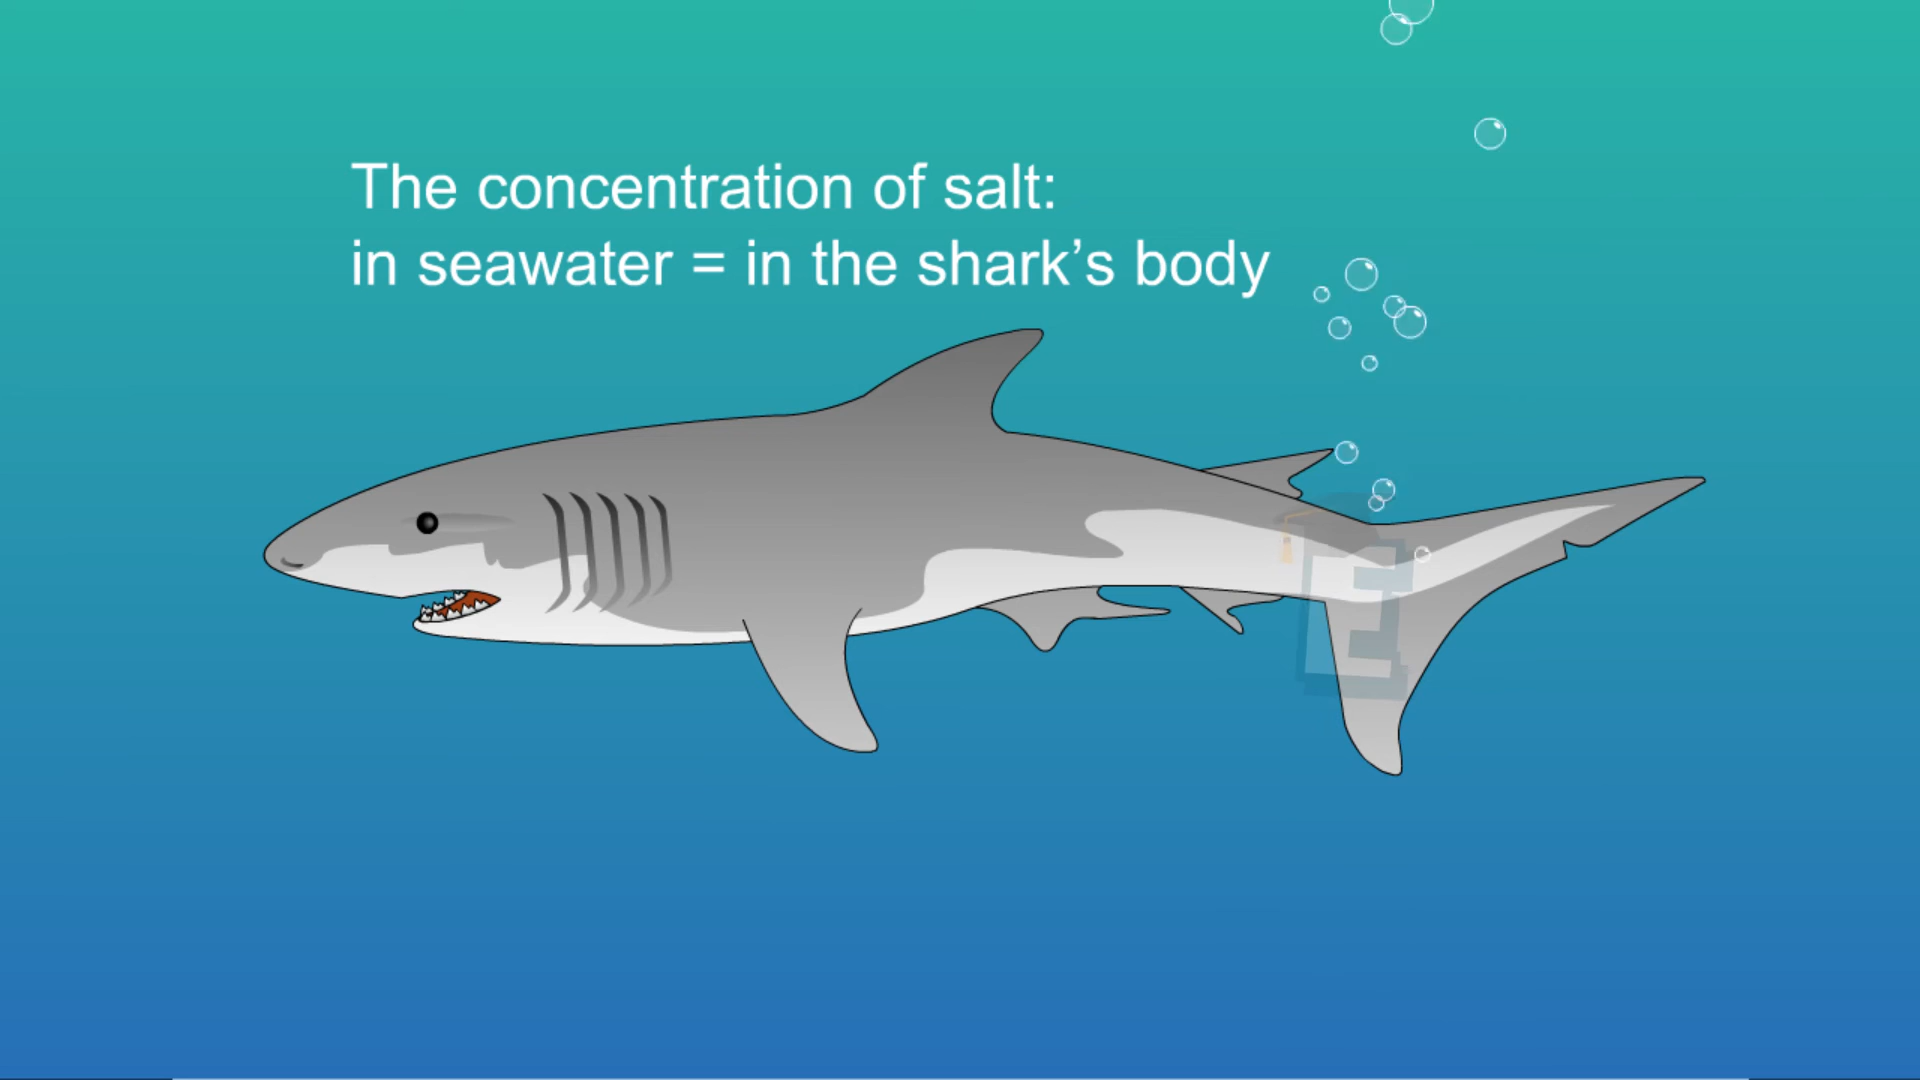 The concentration of salt:
in seawater = in the shark’s body